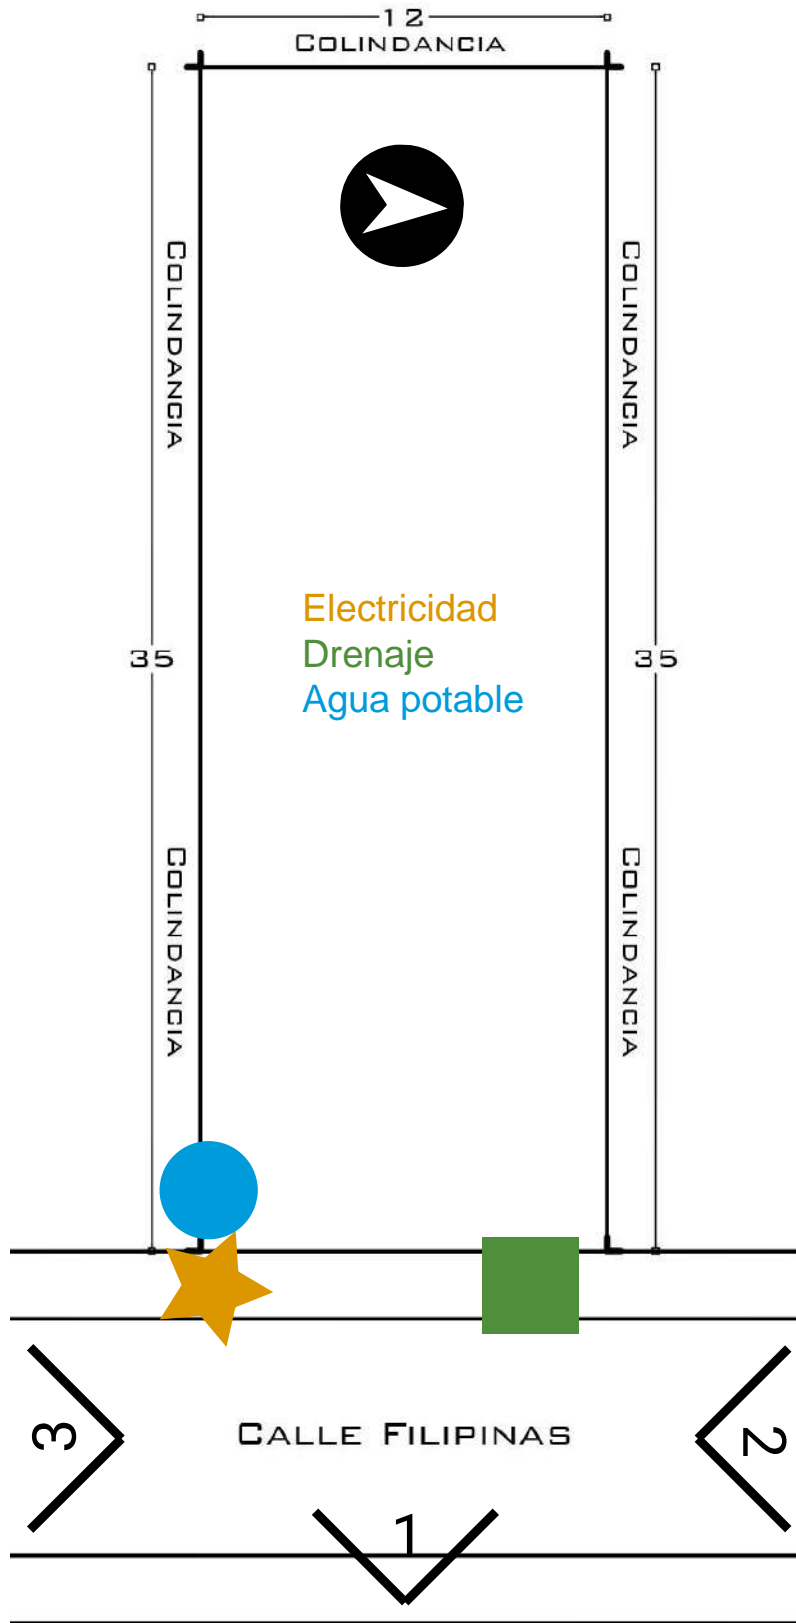 12
COLINDANCIA
COLINDANCIA
COLINDANCIA
Electricidad
Drenaje
Agua potable
35
35
COLINDANCIA
COLINDANCIA
3
CALLE FILIPINAS
2
1